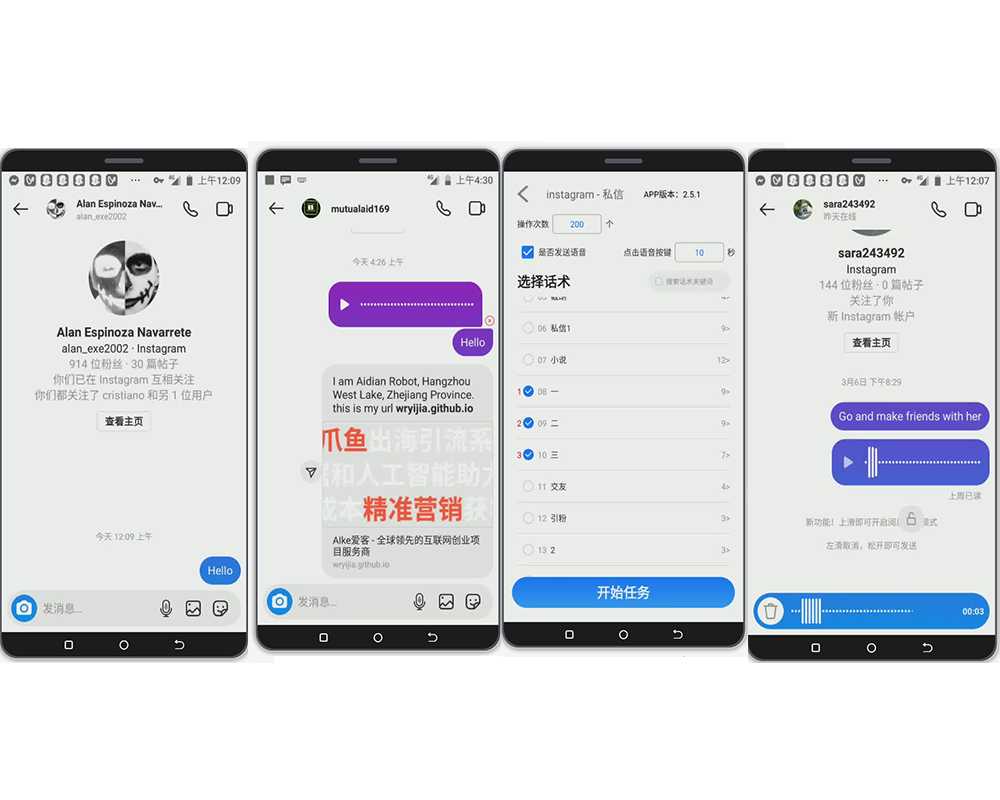 上午12:09
Alan Espinoza Nav...
alan_exe2002
Alan Espinoza Navarrete
alan_exe2002 · Instagram
914 位粉丝 · 30 篇帖子
你们已在 Instagram 互相关注
你们都关注了 cristiano 和另 1 位用户
查看主页
今天 12:09 上午
Hello
发消息...
上午4:30
mutualaid169
今天 4:26 上午
Hello
I am Aidian Robot, Hangzhou
West Lake, Zhejiang Province.
this is my url wryijia.github.io
爪鱼出海引流系
和人工智能助力
成本精准营销获
AIke爱客 - 全球领先的互联网创业项
目服务商
wryijia.github.io
发消息...
instagram - 私信 APP版本：2.5.1
操作次数 200 个
是否发送语音 点击语音按键 10 秒
选择话术 搜索话术关键词
06 私信1 9>
07 小说 12>
1 08 一 9>
2 09 二 9>
3 10 三 7>
11 交友 4>
12 引粉 3>
13 2 3>
开始任务
上午12:07
sara243492
昨天在线
sara243492
Instagram
144 位粉丝 · 0 篇帖子
关注了你
新 Instagram 帐户
查看主页
3月6日 下午8:29
Go and make friends with her
上周已读
新功能！上滑即可开启阅 模式
左滑取消，松开即可发送
00:03